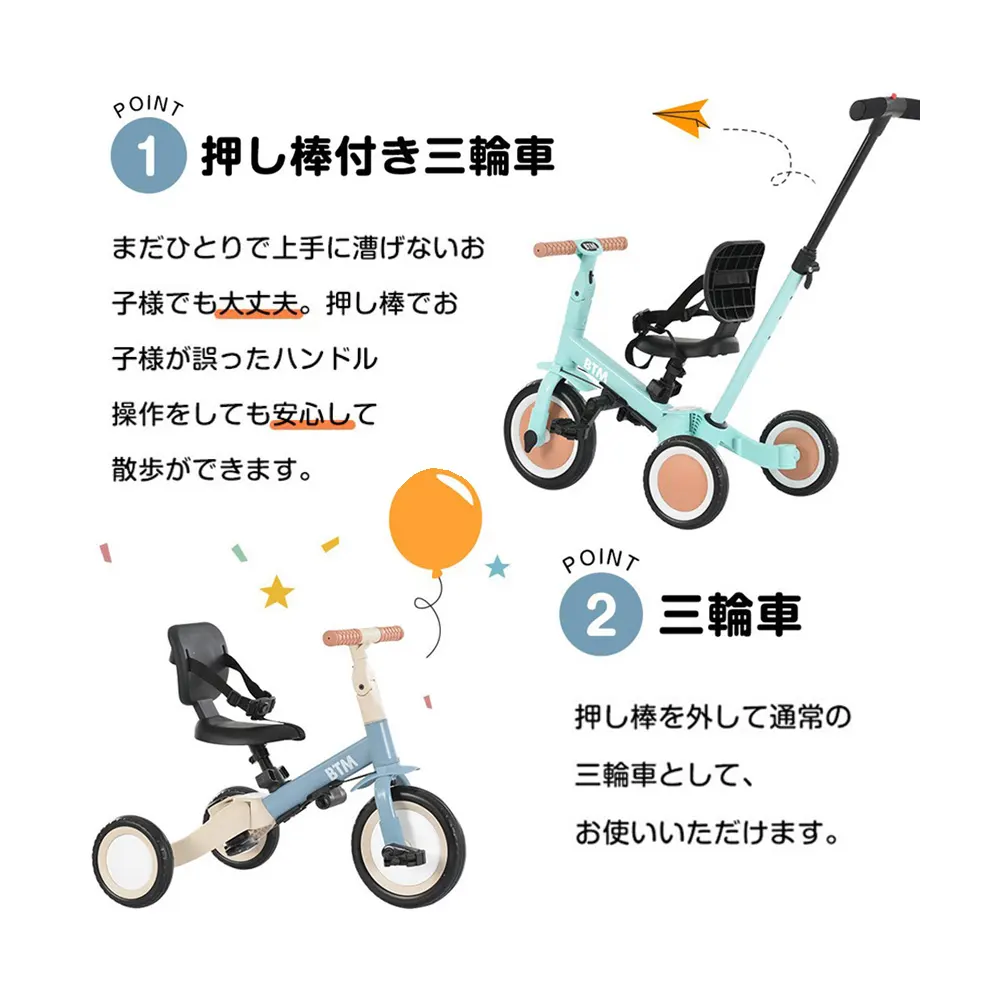 POINT
1 押し棒付き三輪車
まだひとりで上手に漕げないお
子様でも大丈夫。押し棒でお
子様が誤ったハンドル
操作をしても安心して
散歩ができます。
BTM
BTM
POINT
2 三輪車
押し棒を外して通常の
三輪車として、
お使いいただけます。
BTM